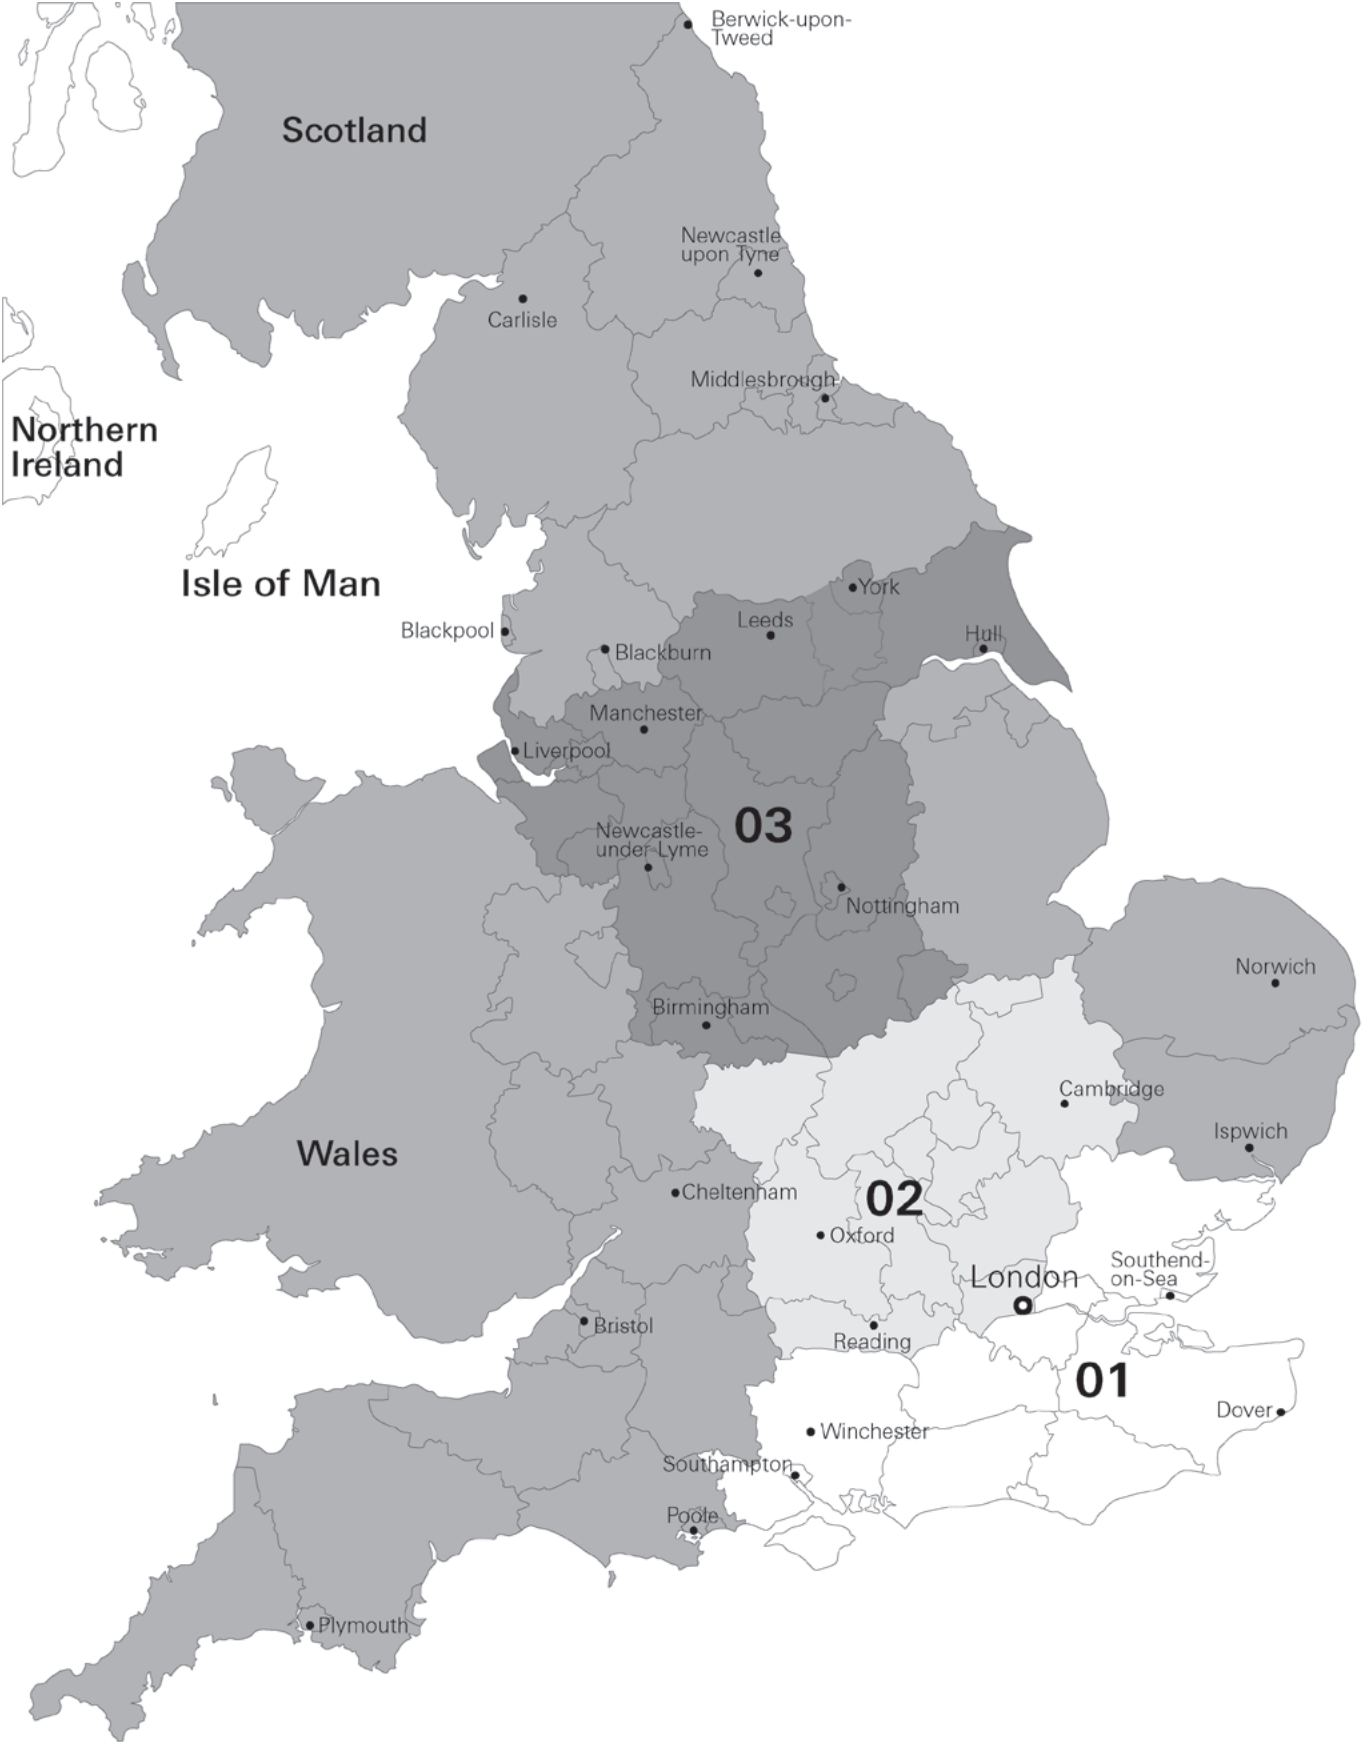 Berwick-upon-
Tweed
Scotland
Newcastle
upon Tyne
Carlisle
Middlesbrough
Northern
Ireland
Isle of Man
York
Leeds
Hull
Blackpool
Blackburn
Manchester
Liverpool
03
Newcastle-
under-Lyme
Nottingham
Norwich
Birmingham
Cambridge
Ispwich
Wales
Cheltenham
02
Oxford
Southend-
on-Sea
London
Bristol
Reading
01
Dover
Winchester
Southampton
Poole
Plymouth